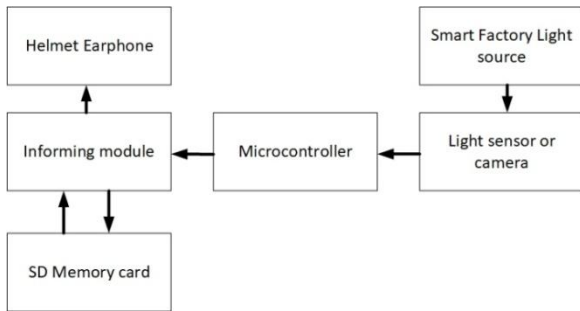 Helmet Earphone
Smart Factory Light
source
Informing module
Microcontroller
Light sensor or
camera
SD Memory card